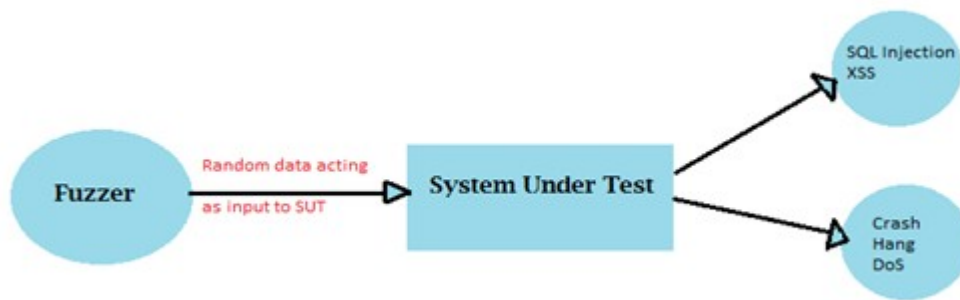 Fuzzer
Random data acting
as input to SUT
System Under Test
SQL Injection
XSS
Crash
Hang
DoS